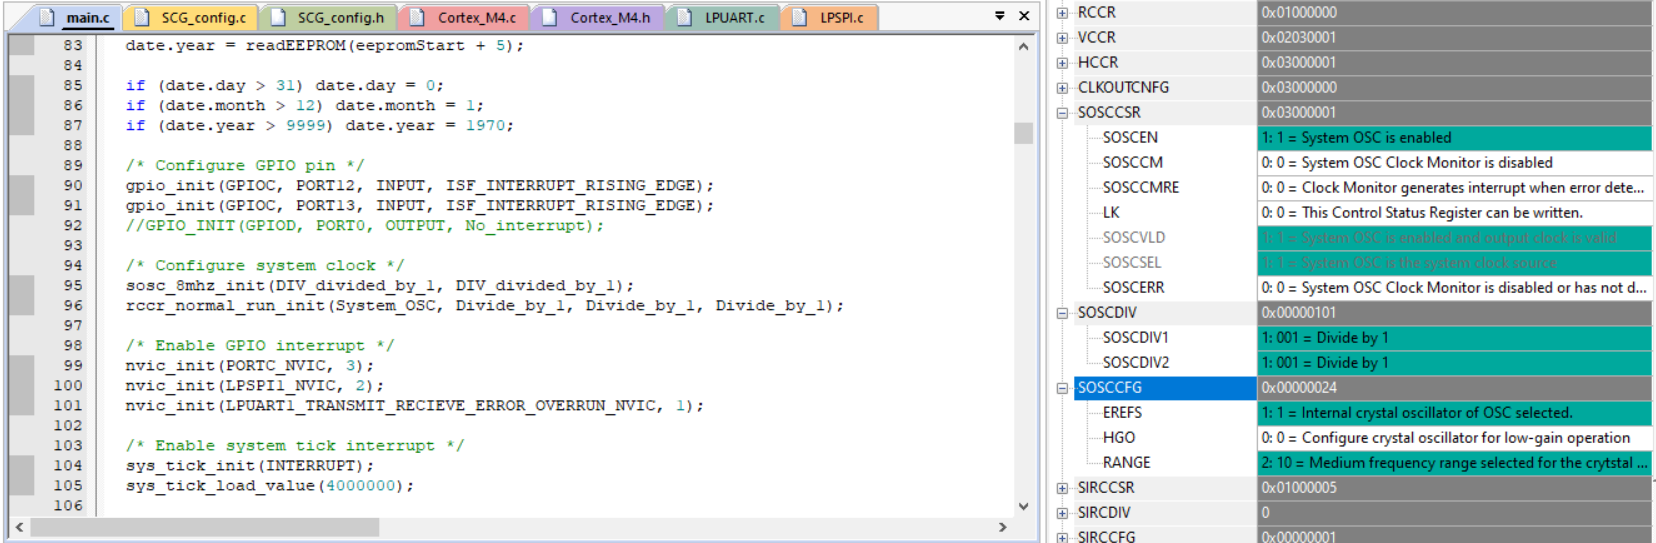 main.c SCG_config.c SCG_config.h Cortex_M4.c Cortex_M4.h LPUART.c LPSPI.c
83 date.year = readEEPROM(eepromStart + 5);
84
85 if (date.day > 31) date.day = 0;
86 if (date.month > 12) date.month = 1;
87 if (date.year > 9999) date.year = 1970;
88
89 /* Configure GPIO pin */
90 gpio_init(GPIOC, PORT12, INPUT, ISF_INTERRUPT_RISING_EDGE);
91 gpio_init(GPIOC, PORT13, INPUT, ISF_INTERRUPT_RISING_EDGE);
92 //GPIO_INIT(GPIOD, PORT0, OUTPUT, No_interrupt);
93
94 /* Configure system clock */
95 sosc_8mhz_init(DIV_divided_by_1, DIV_divided_by_1);
96 rccr_normal_run_init(System_OSC, Divide_by_1, Divide_by_1, Divide_by_1);
97
98 /* Enable GPIO interrupt */
99 nvic_init(PORTC_NVIC, 3);
100 nvic_init(LPSPI1_NVIC, 2);
101 nvic_init(LPUART1_TRANSMIT_RECIEVE_ERROR_OVERRUN_NVIC, 1);
102
103 /* Enable system tick interrupt */
104 sys_tick_init(INTERRUPT);
105 sys_tick_load_value(4000000);
106
RCCR 0x01000000
VCCR 0x02030001
HCCR 0x03000001
CLKOUTCNFG 0x03000000
SOSCCSR 0x03000001
SOSCEN 1: 1 = System OSC is enabled
SOSCCM 0: 0 = System OSC Clock Monitor is disabled
SOSCCMRE 0: 0 = Clock Monitor generates interrupt when error dete...
LK 0: 0 = This Control Status Register can be written.
SOSCVLD 1: 1 = System OSC is enabled and output clock is valid
SOSCSEL 1: 1 = System OSC is the system clock source
SOSCERR 0: 0 = System OSC Clock Monitor is disabled or has not d...
SOSCDIV 0x00000101
SOSCDIV1 1: 001 = Divide by 1
SOSCDIV2 1: 001 = Divide by 1
SOSCCFG 0x00000024
EREFS 1: 1 = Internal crystal oscillator of OSC selected.
HGO 0: 0 = Configure crystal oscillator for low-gain operation
RANGE 2: 10 = Medium frequency range selected for the crytstal ...
SIRCCSR 0x01000005
SIRCDIV 0
SIRCCFG 0x00000001